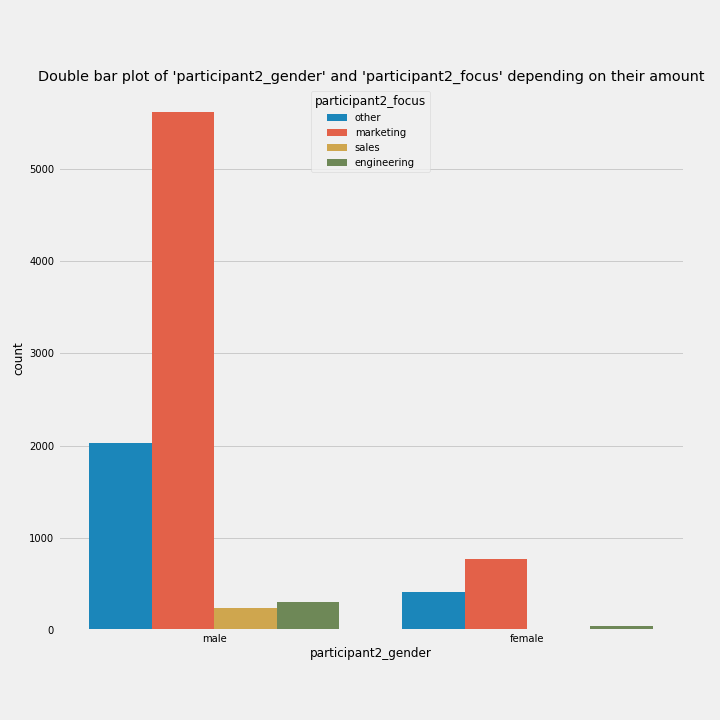 Double bar plot of 'participant2_gender' and 'participant2_focus' depending on their amount
participant2_focus
other
marketing
sales
engineering
5000
4000
3000
2000
1000
0
count
male
female
participant2_gender